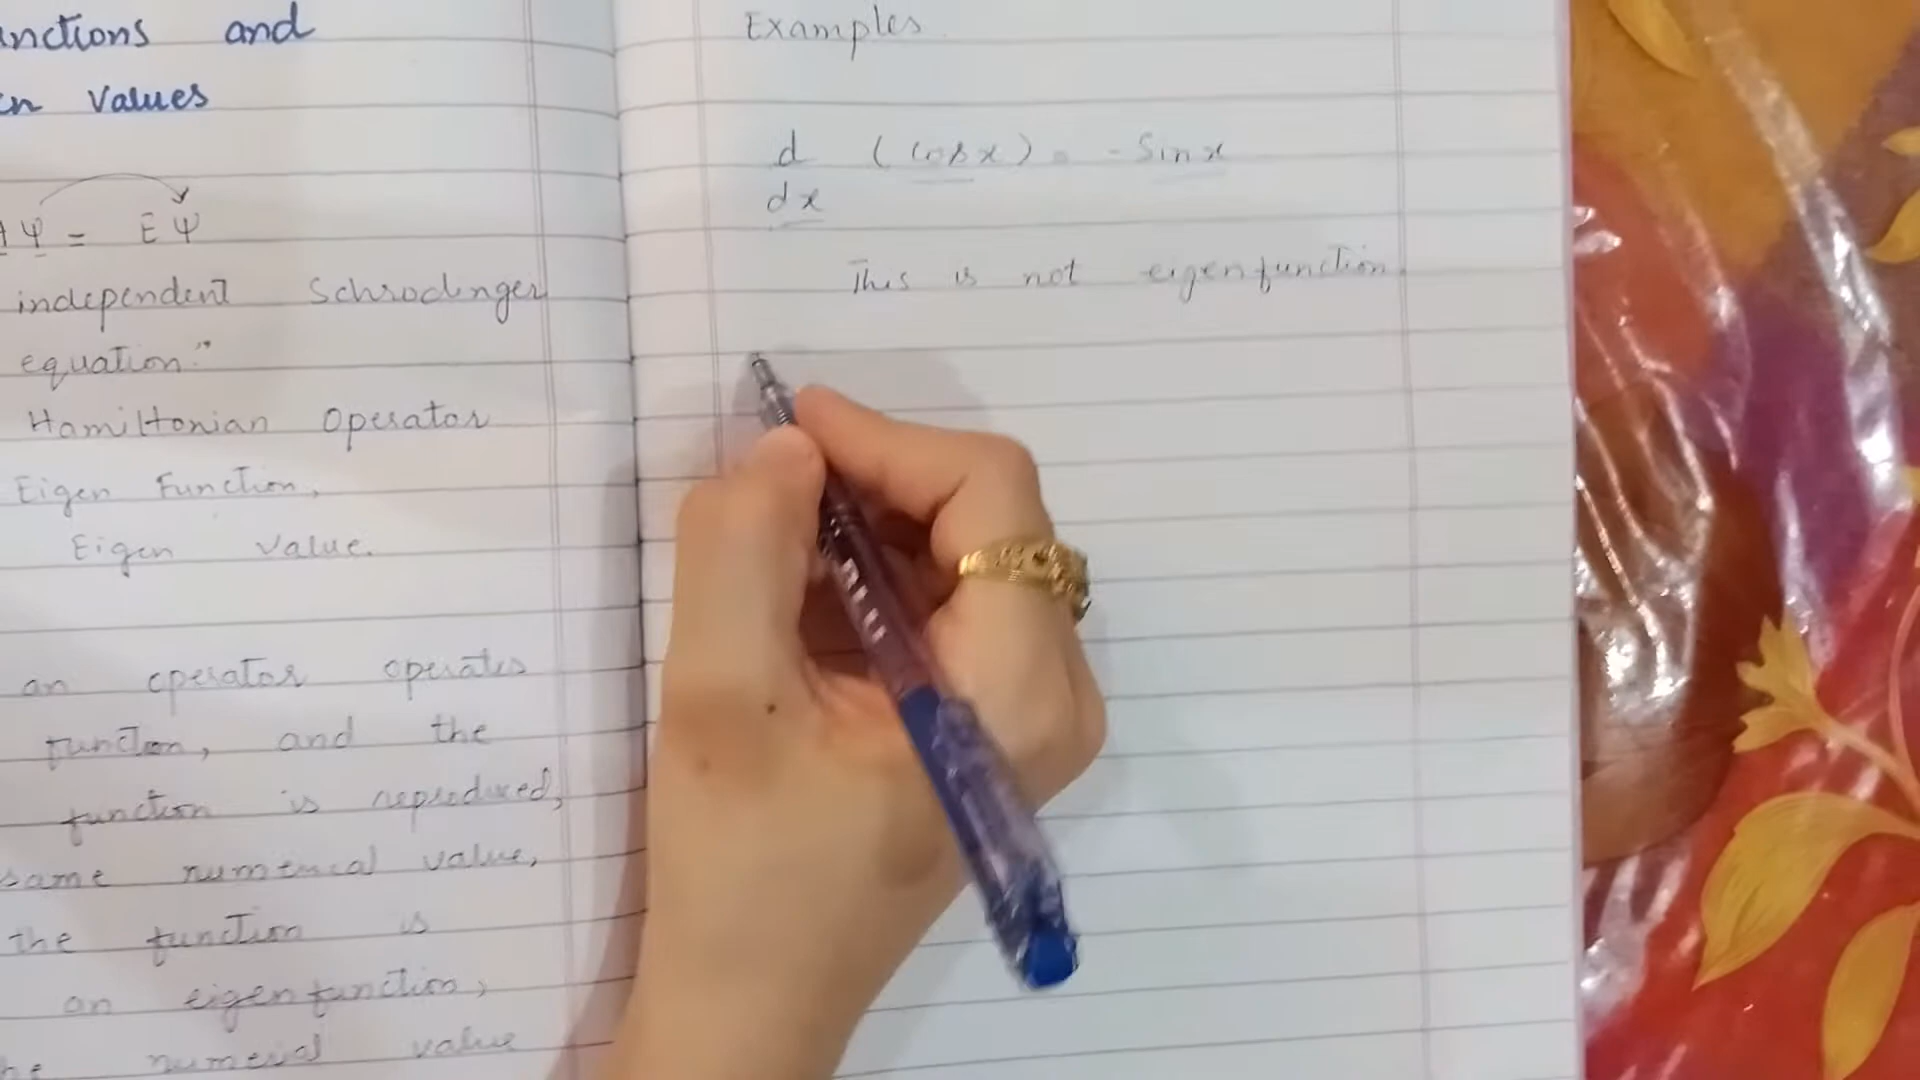 nctions and
en values
Ψ = EΨ
independent Schrodinger
equation."
Hamiltonian Operator
Eigen Function,
Eigen value.
an operator operates
function, and the
function is reproduced,
same numerical value,
the function is
an eigenfunction,
he numerical value
Examples
d (cosx) = - Sinx
dx
This is not eigenfunction.